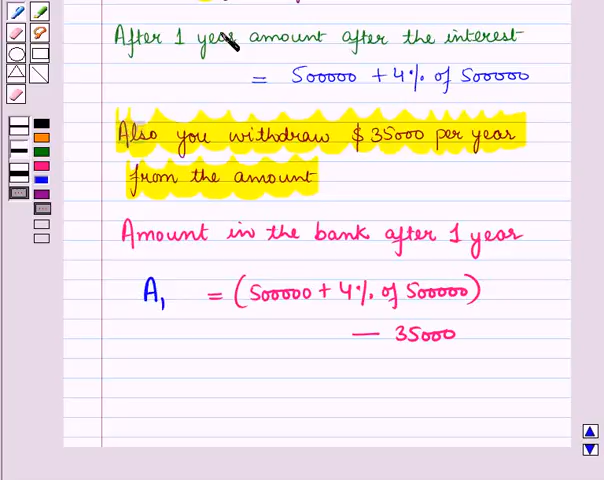 After 1 year amount after the interest
= 500000 + 4% of 500000
Also you withdraw $ 35000 per year
from the amount
Amount in the bank after 1 year
A₁ = (500000 + 4% of 500000)
— 35000